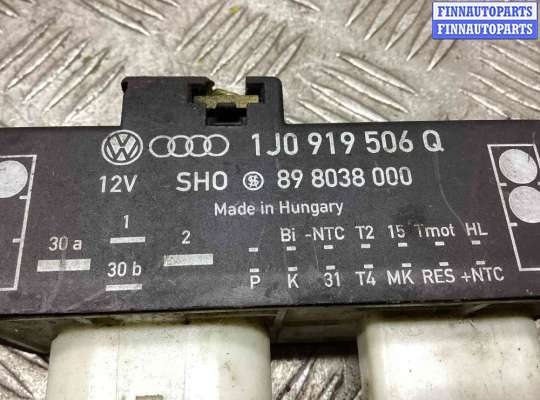 FINNAUTOPARTS
FINNAUTOPARTS
1J0 919 506 Q
12V SHO 89 8038 000
Made in Hungary
1 Bi -NTC T2 15 Tmot HL
30 a 2
30 b P K 31 T4 MK RES +NTC